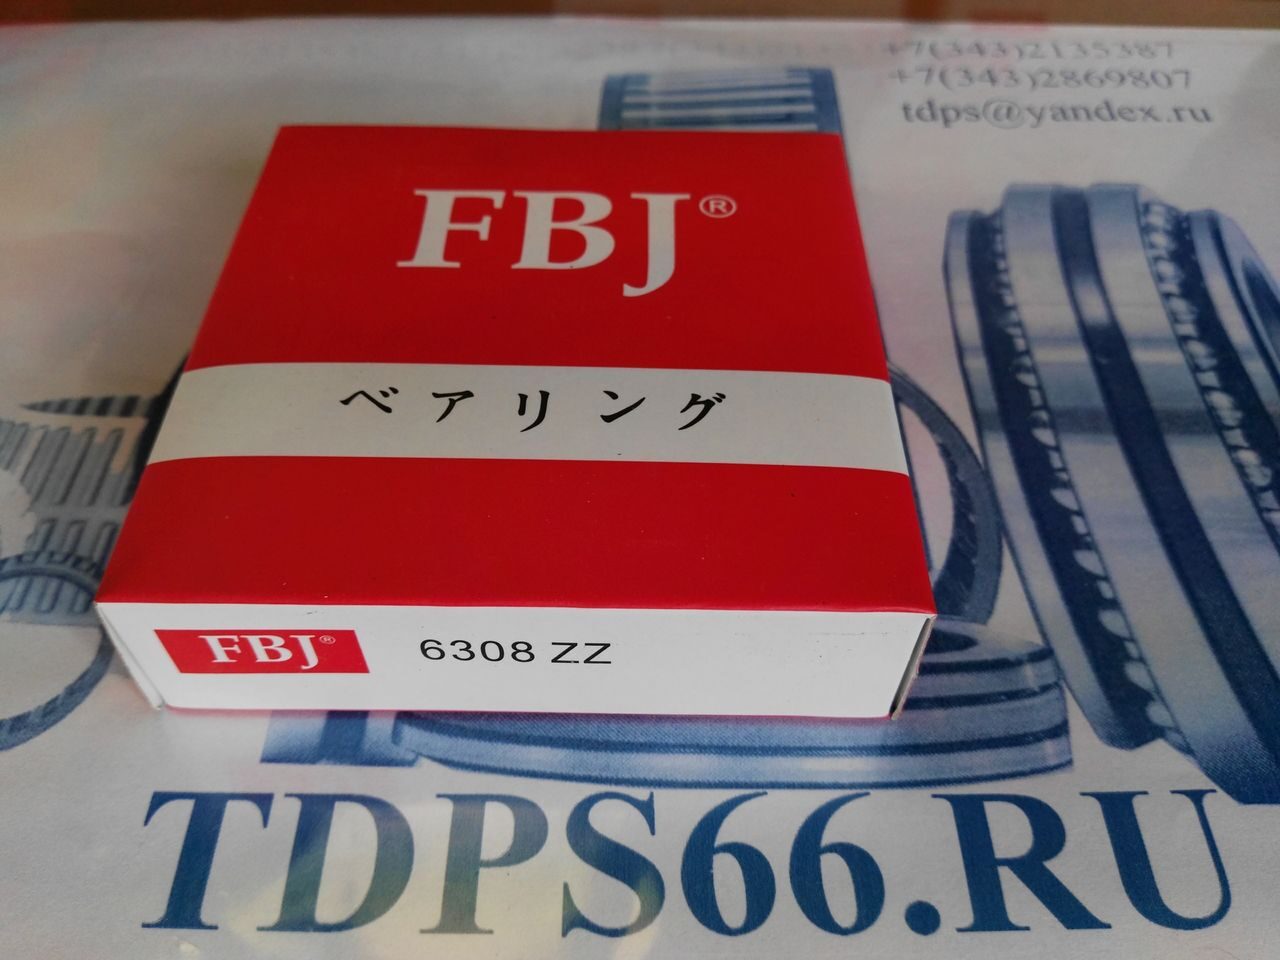 +7(343)2135387
+7(343)2869807
tdps@yandex.ru
FBJ®
ベアリング
FBJ®
6308 ZZ
TDPS66.RU